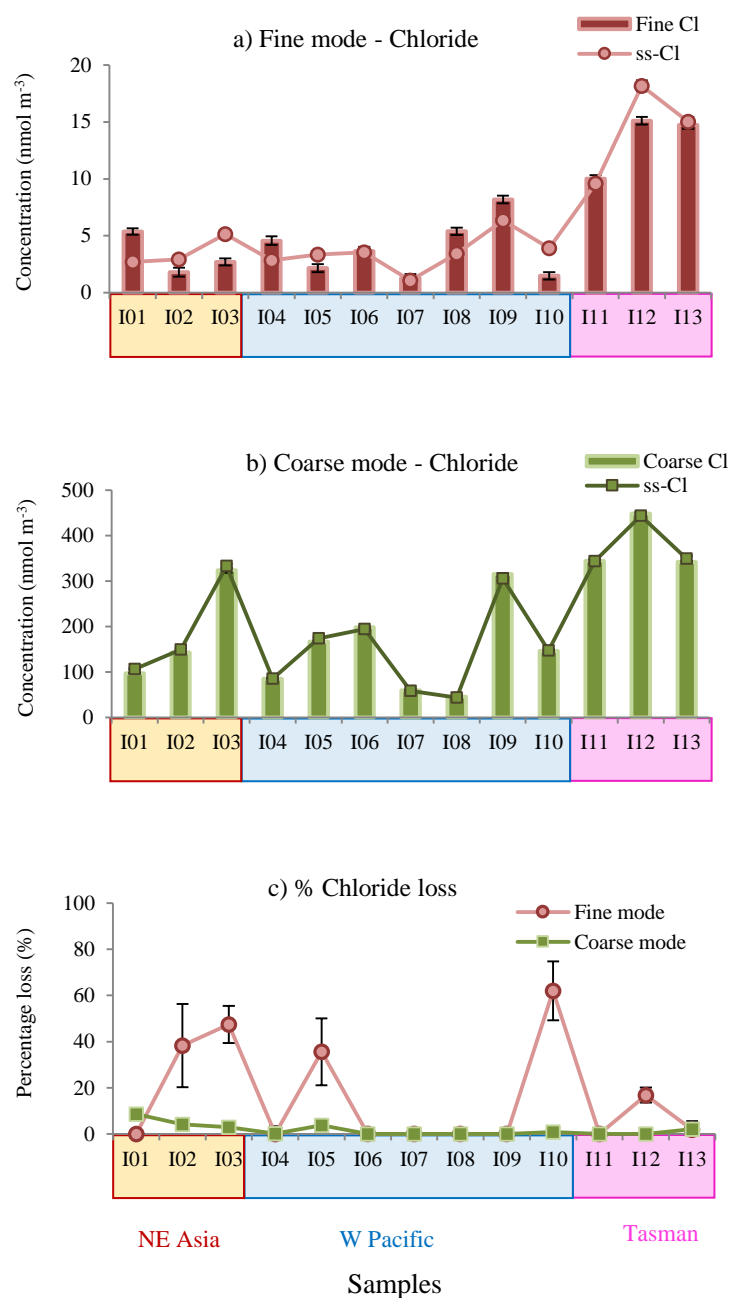 a) Fine mode - Chloride
Fine Cl
ss-Cl
Concentration (nmol m⁻³)
20
15
10
5
0
I01 I02 I03 I04 I05 I06 I07 I08 I09 I10 I11 I12 I13
b) Coarse mode - Chloride
Coarse Cl
ss-Cl
Concentration (nmol m⁻³)
500
400
300
200
100
0
I01 I02 I03 I04 I05 I06 I07 I08 I09 I10 I11 I12 I13
c) % Chloride loss
Fine mode
Coarse mode
Percentage loss (%)
100
80
60
40
20
0
I01 I02 I03 I04 I05 I06 I07 I08 I09 I10 I11 I12 I13
NE Asia W Pacific Tasman
Samples